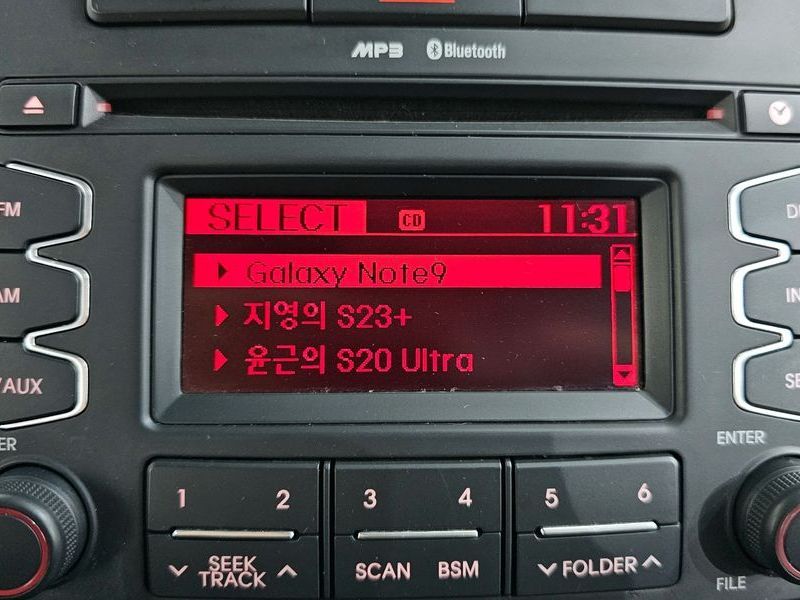 MP3 Bluetooth
SELECT CD 11:31
FM
Galaxy Note9
AM
지영의 S23+
윤근의 S20 Ultra
/AUX
ENTER
1 2 3 4 5 6
SEEK
TRACK
SCAN BSM FOLDER
FILE